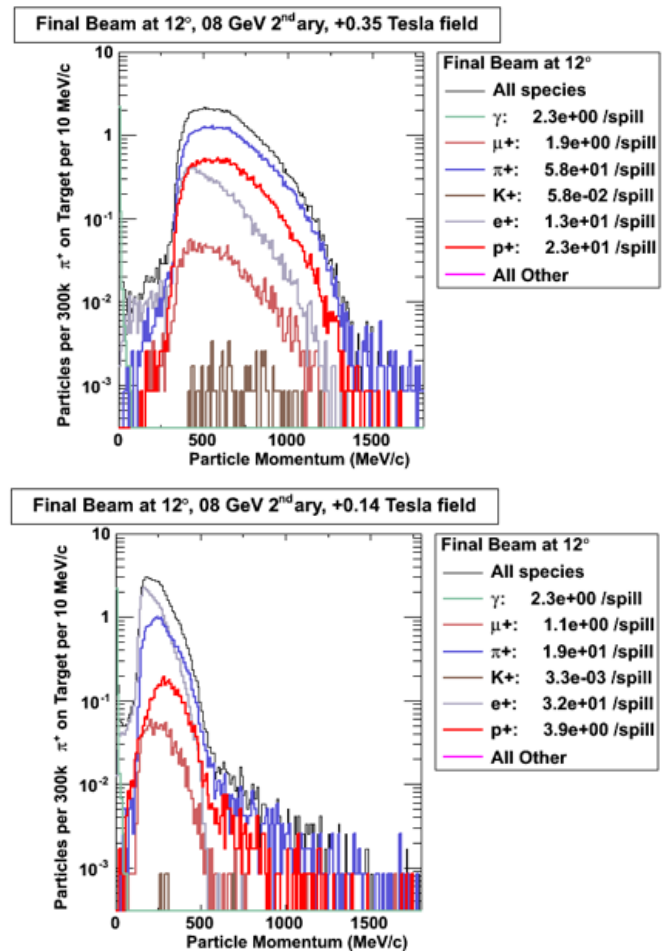 Final Beam at 12°, 08 GeV 2ⁿᵈary, +0.35 Tesla field
Particles per 300k π⁺ on Target per 10 MeV/c
10
1
10⁻¹
10⁻²
10⁻³
0
500
1000
1500
Particle Momentum (MeV/c)
Final Beam at 12°
All species
γ: 2.3e+00 /spill
μ+: 1.9e+00 /spill
π+: 5.8e+01 /spill
K+: 5.8e-02 /spill
e+: 1.3e+01 /spill
p+: 2.3e+01 /spill
All Other
Final Beam at 12°, 08 GeV 2ⁿᵈary, +0.14 Tesla field
Particles per 300k π⁺ on Target per 10 MeV/c
10
1
10⁻¹
10⁻²
10⁻³
0
500
1000
1500
Particle Momentum (MeV/c)
Final Beam at 12°
All species
γ: 2.3e+00 /spill
μ+: 1.1e+00 /spill
π+: 1.9e+01 /spill
K+: 3.3e-03 /spill
e+: 3.2e+01 /spill
p+: 3.9e+00 /spill
All Other